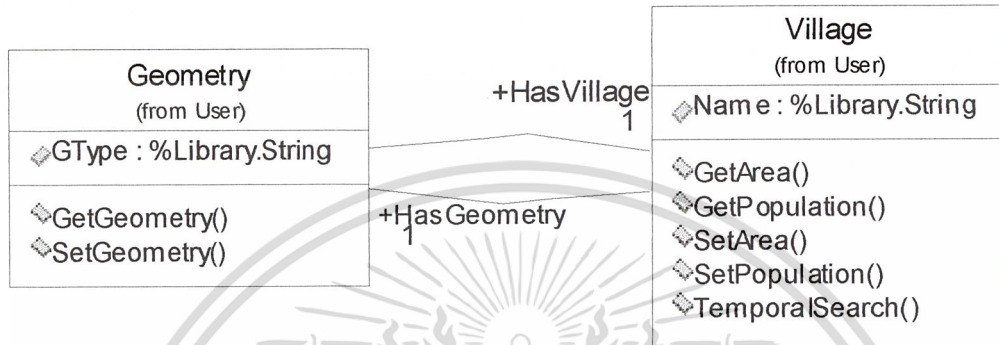 Geometry
(from User)
GType : %Library.String
GetGeometry()
SetGeometry()
+HasVillage
1
+HasGeometry
1
Village
(from User)
Name : %Library.String
GetArea()
GetPopulation()
SetArea()
SetPopulation()
TemporalSearch()